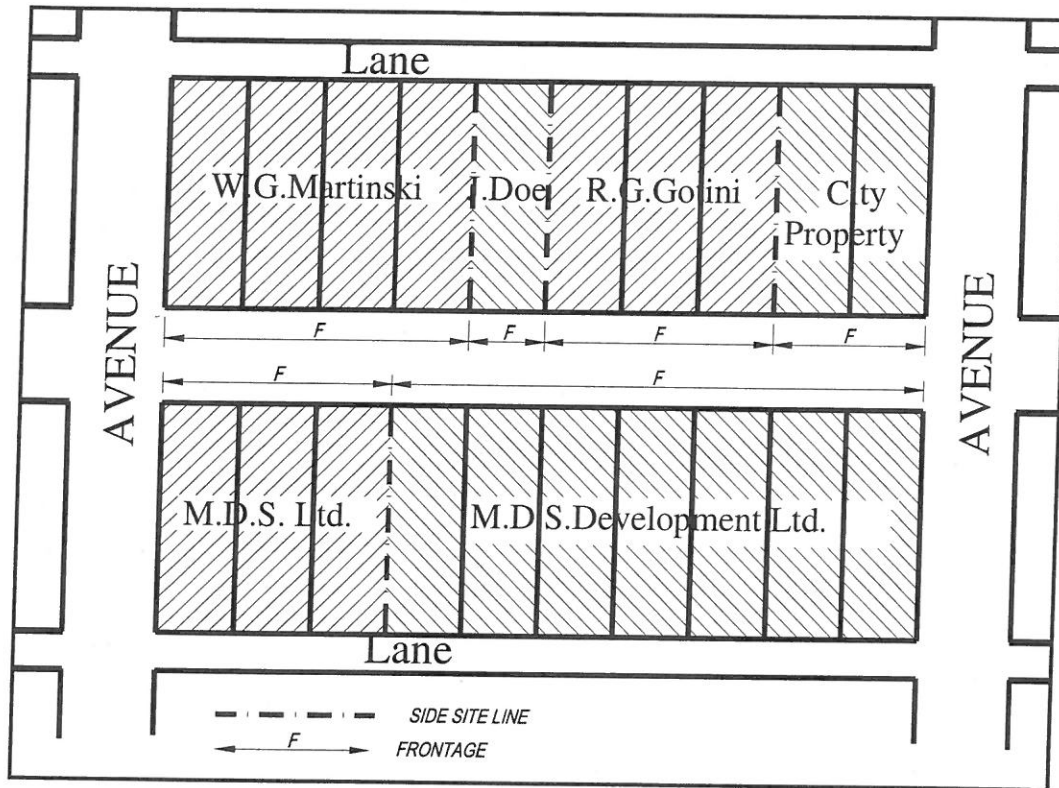 Lane
W.G.Martinski
J.Doe
R.G.Gotini
City
Property
AVENUE
AVENUE
F
F
F
F
F
F
M.D.S. Ltd.
M.D.S.Development Ltd.
Lane
SIDE SITE LINE
F
FRONTAGE